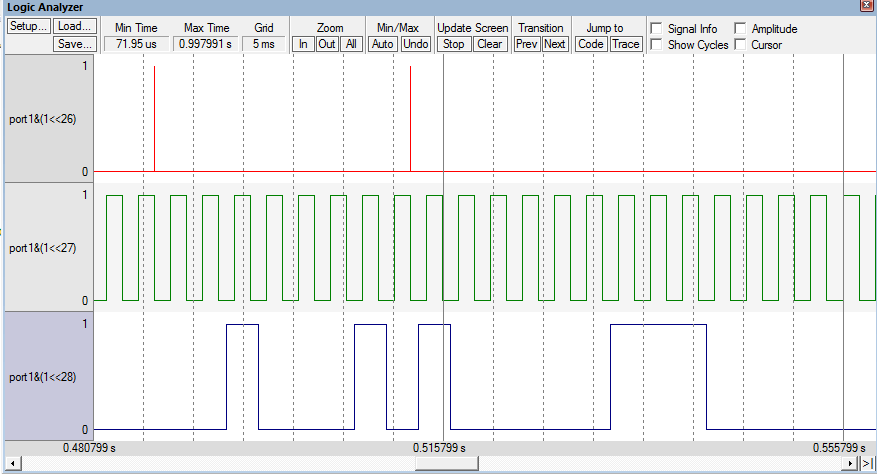 Logic Analyzer
Setup... Load... Min Time Max Time Grid Zoom Min/Max Update Screen Transition Jump to Signal Info Amplitude
Save... 71.95 us 0.997991 s 5 ms In Out All Auto Undo Stop Clear Prev Next Code Trace Show Cycles Cursor
1
port1&(1<<26)
0
1
port1&(1<<27)
0
1
port1&(1<<28)
0
0.480799 s 0.515799 s 0.555799 s
>|